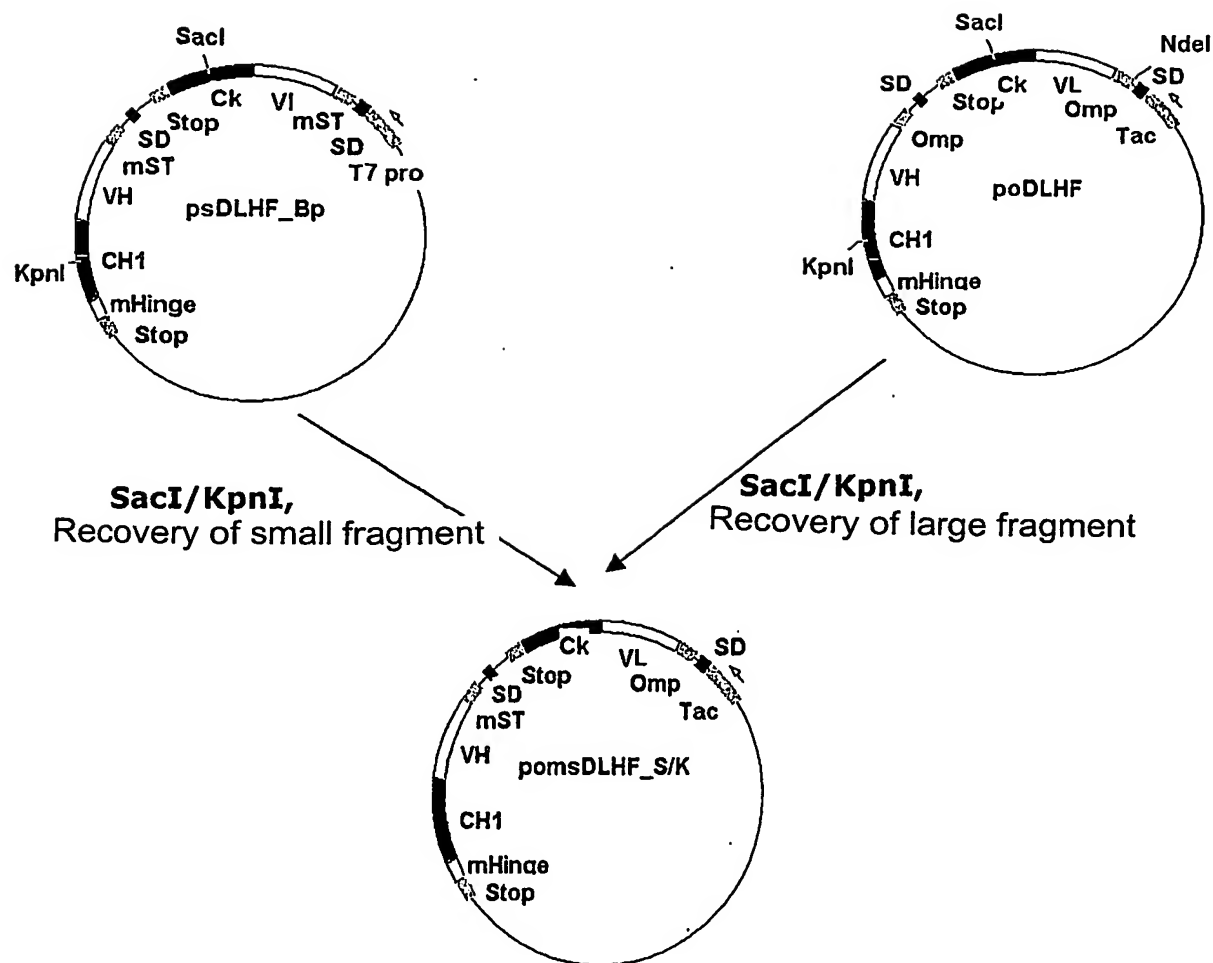 SacI
Ck
Vl
Stop
mST
SD
SD
mST
T7 pro
VH
psDLHF_Bp
KpnI
CH1
mHinge
Stop
SacI
NdeI
SD
SD
Stop
Ck
VL
Omp
Omp
Tac
VH
poDLHF
CH1
KpnI
mHinge
Stop
SacI/KpnI,
Recovery of small fragment
SacI/KpnI,
Recovery of large fragment
Ck
SD
VL
Stop
Omp
SD
mST
Tac
VH
pomsDLHF_S/K
CH1
mHinge
Stop